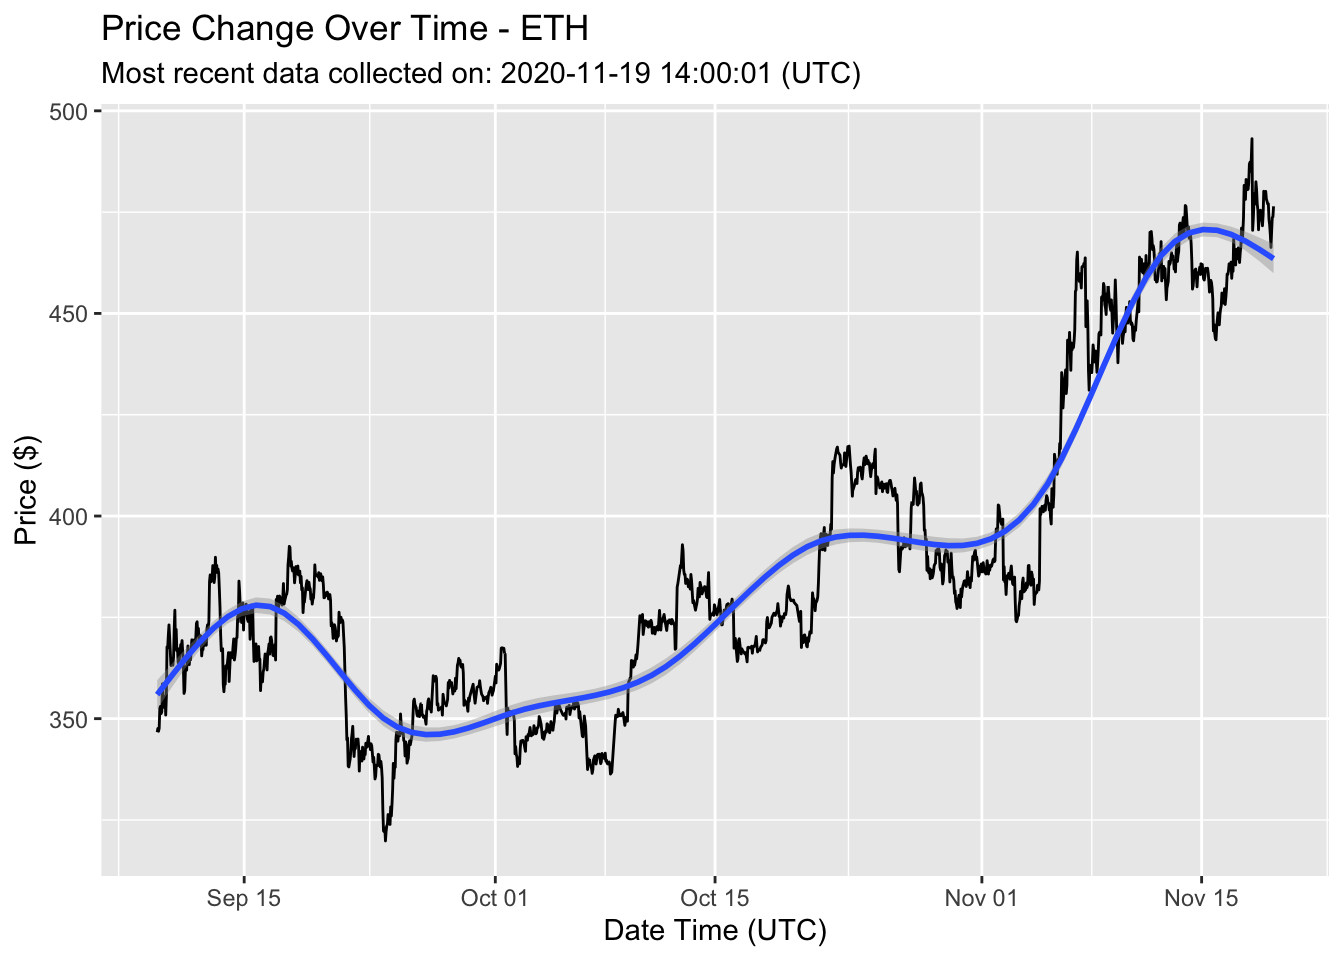 Price Change Over Time - ETH
Most recent data collected on: 2020-11-19 14:00:01 (UTC)
500
450
400
350
Price ($)
Sep 15
Oct 01
Oct 15
Nov 01
Nov 15
Date Time (UTC)